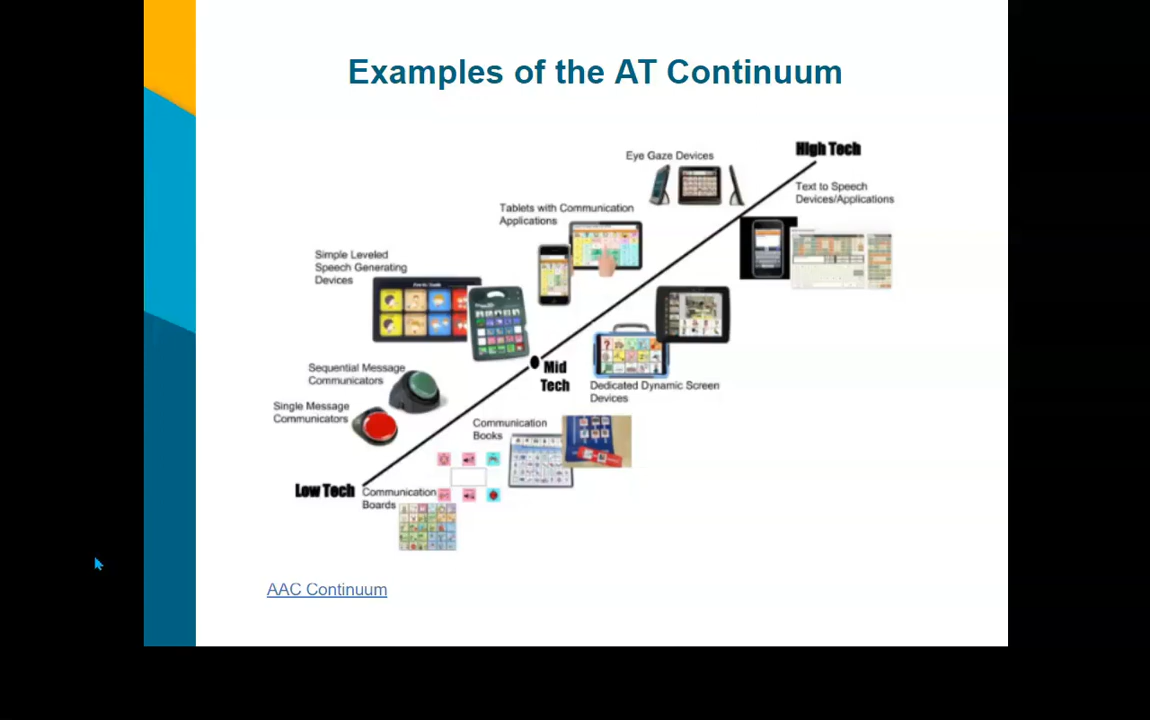 Examples of the AT Continuum
High Tech
Eye Gaze Devices
Text to Speech
Devices/Applications
Tablets with Communication
Applications
Simple Leveled
Speech Generating
Devices
Mid
Tech
Dedicated Dynamic Screen
Devices
Sequential Message
Communicators
Single Message
Communicators
Communication
Books
Low Tech
Communication
Boards
AAC Continuum